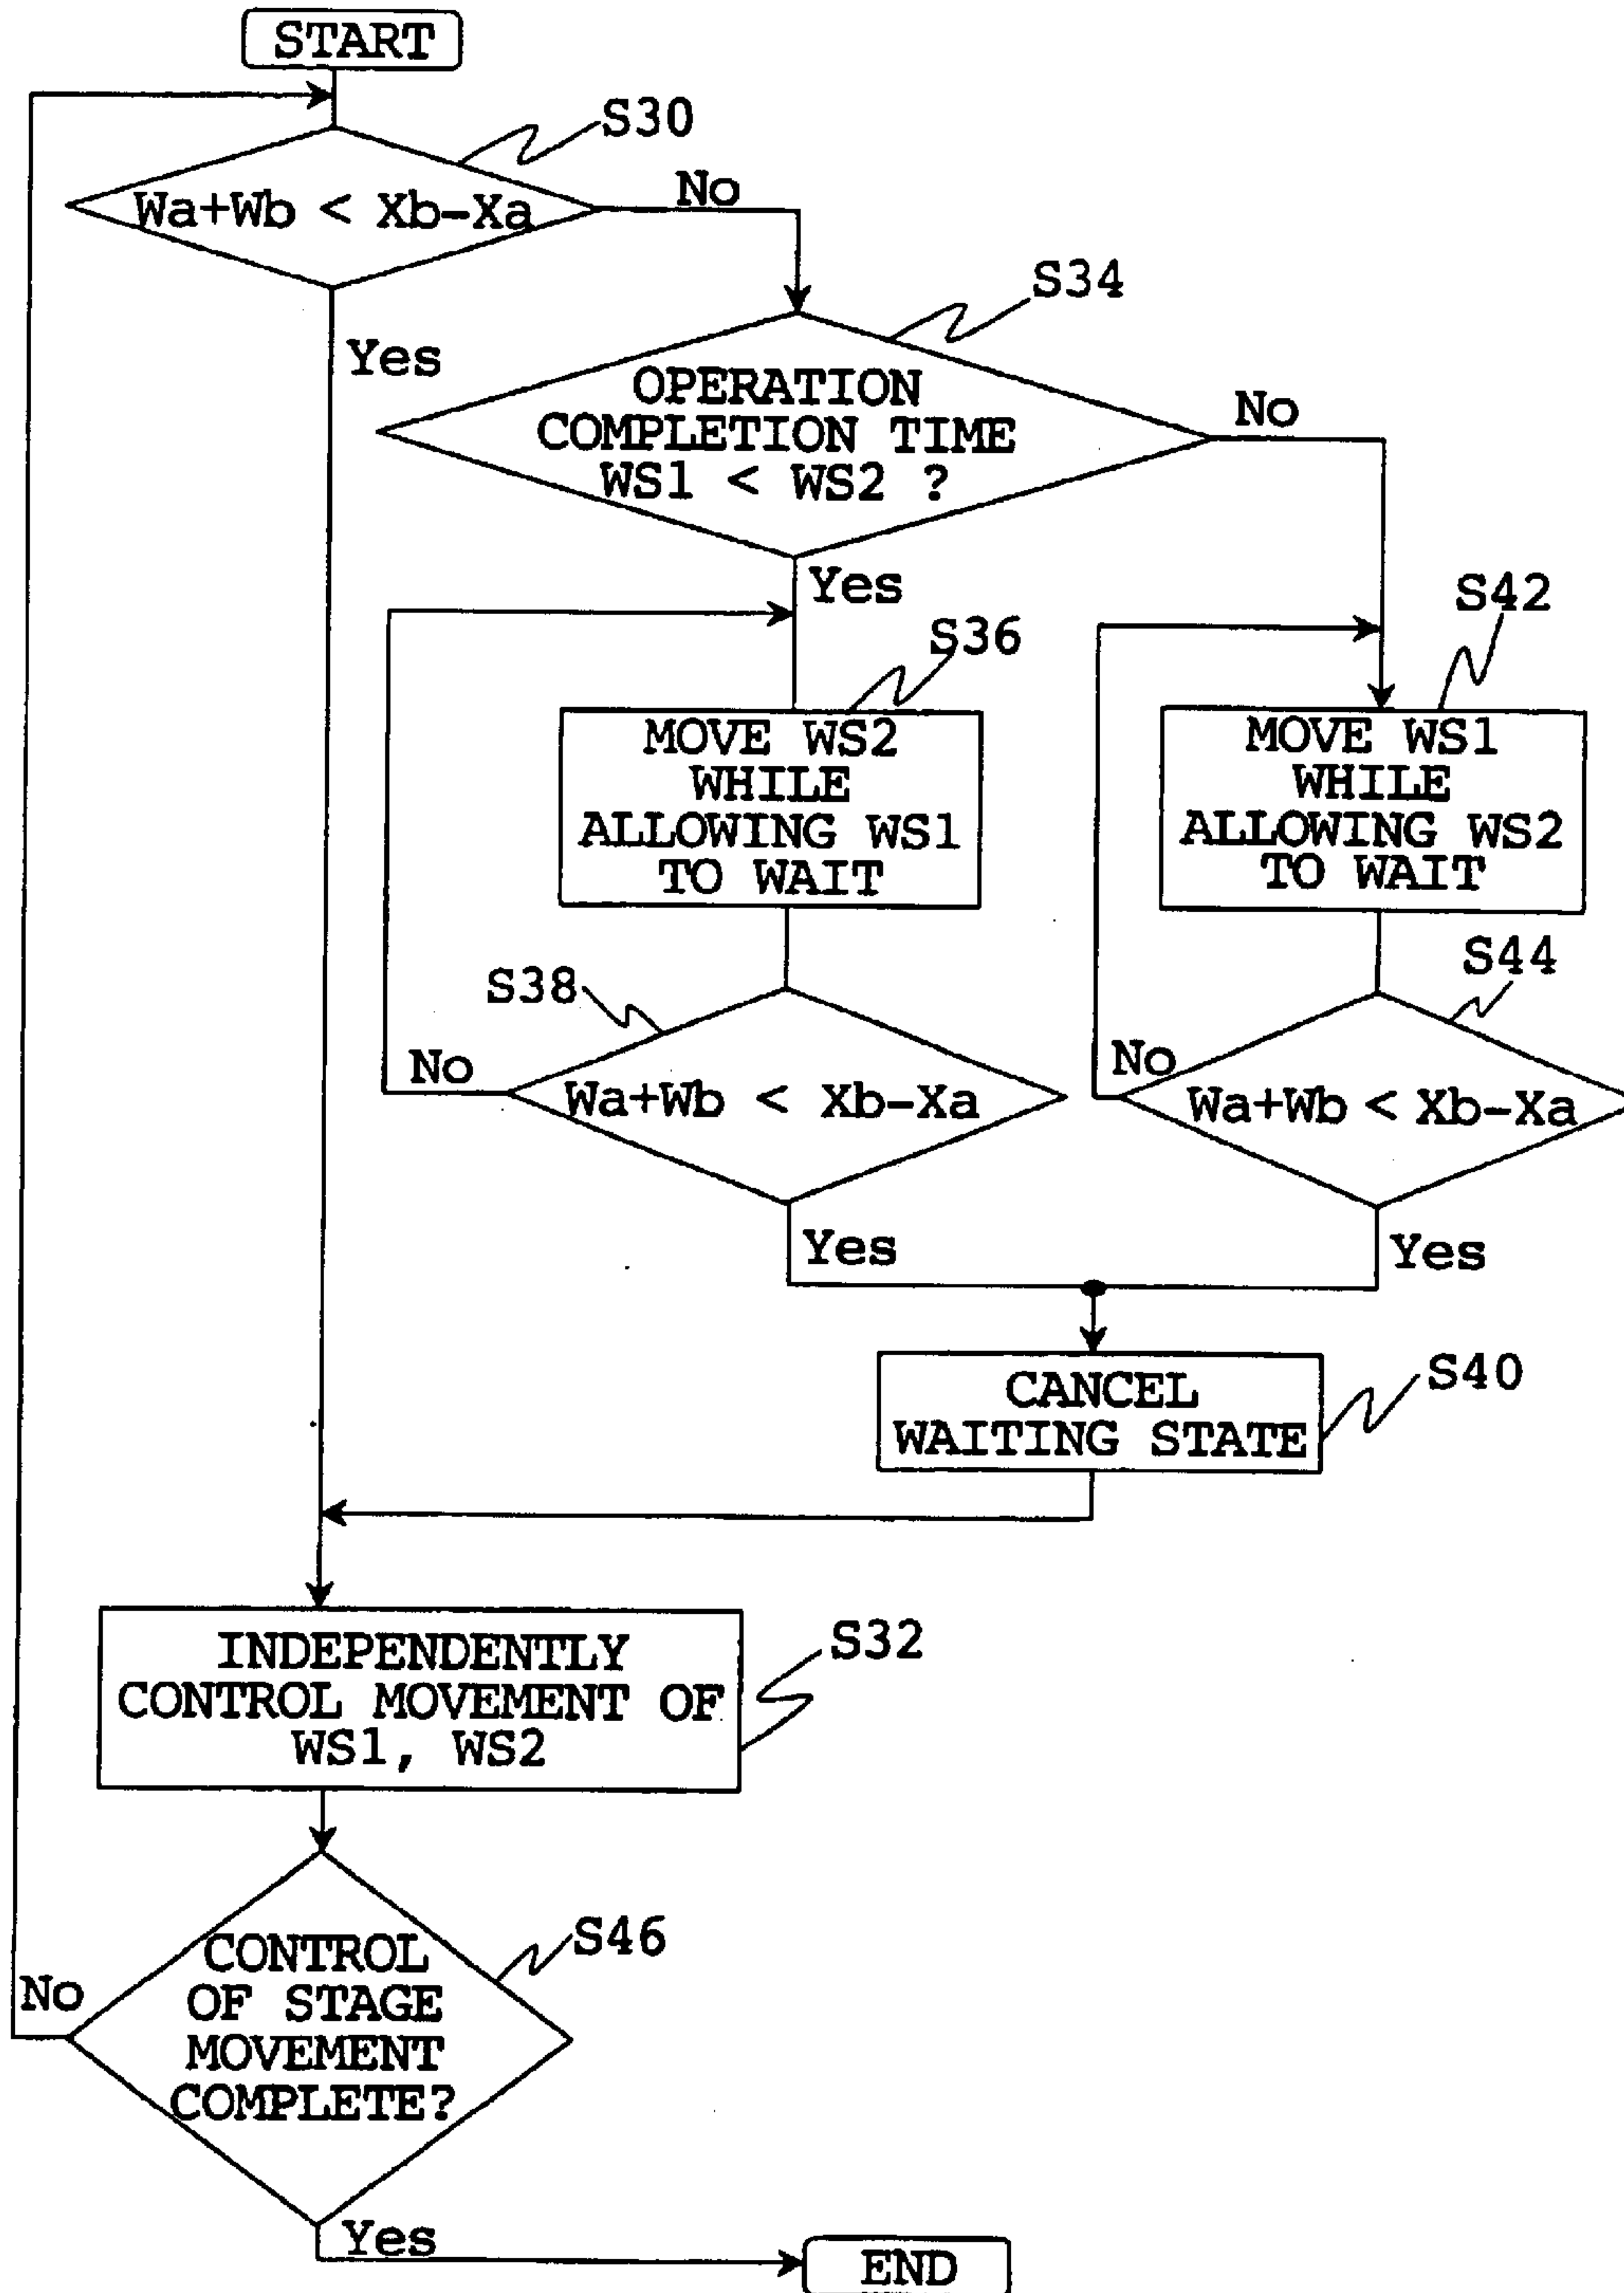 START
S30
Wa+Wb < Xb-Xa
No
Yes
S34
OPERATION
COMPLETION TIME
WS1 < WS2 ?
No
Yes
S36
MOVE WS2
WHILE
ALLOWING WS1
TO WAIT
S42
MOVE WS1
WHILE
ALLOWING WS2
TO WAIT
S38
No
Wa+Wb < Xb-Xa
Yes
S44
No
Wa+Wb < Xb-Xa
Yes
CANCEL
WAITING STATE
S40
INDEPENDENTLY
CONTROL MOVEMENT OF
WS1, WS2
S32
CONTROL
OF STAGE
MOVEMENT
COMPLETE?
S46
No
Yes
END